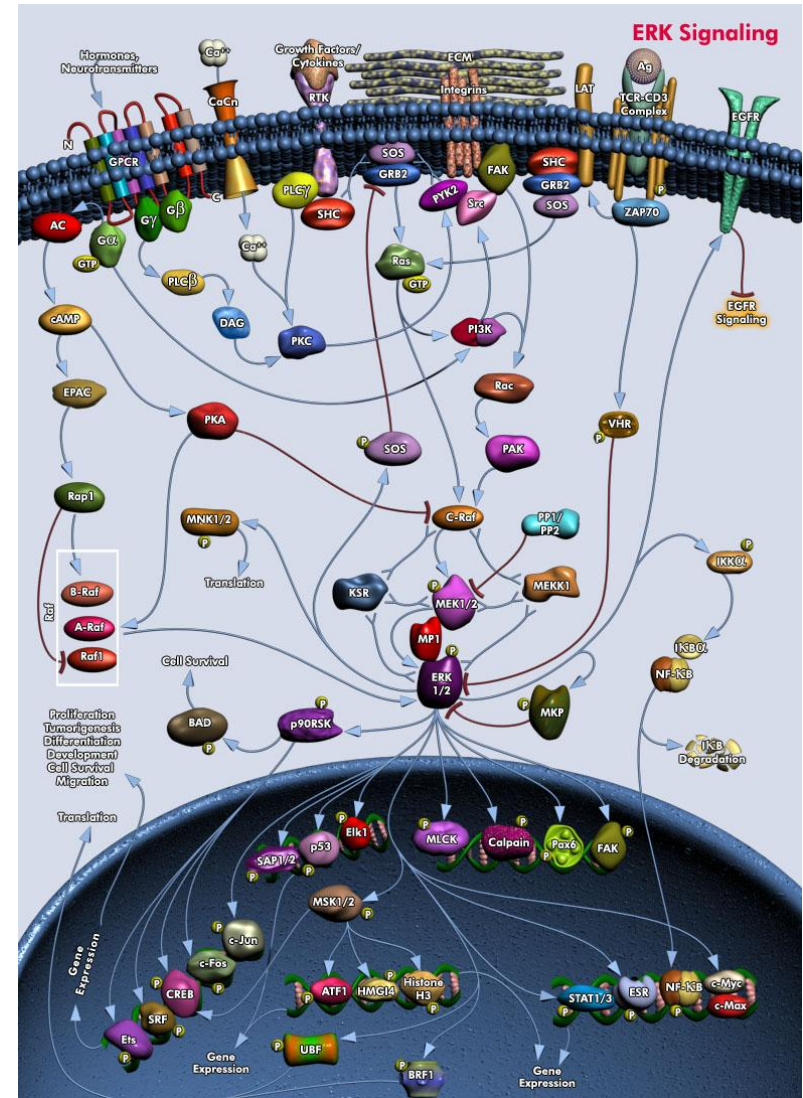 ERK Signaling
Hormones,
Neurotransmitters
Ca++
Growth Factors/
Cytokines
ECM
Ag
CaCn
RTK
Integrins
LAT
TCR-CD3
Complex
EGFR
N
GPCR
C
SOS
GRB2
SHC
GRB2
SOS
FAK
PYK2
Src
PLCγ
SHC
Gγ
Gβ
AC
Gα
GTP
P
ZAP70
Ca++
Ras
GTP
PLCβ
EGFR
Signaling
cAMP
DAG
PKC
PI3K
EPAC
Rac
PKA
P
SOS
PAK
VHR
P
Rap1
MNK1/2
P
C-Raf
PP1/
PP2
P
IKKα
Translation
Raf
B-Raf
A-Raf
Raf1
KSR
P
MEK1/2
MEKK1
MP1
P
ERK
1/2
IKBα
NF-KB
Cell Survival
P
MKP
BAD
P
P
p90RSK
IKB
Degradation
Proliferation
Tumorigenesis
Differentiation
Development
Cell Survival
Migration
Translation
P
Elk1
P
SAP1/2
P
p53
P
P
MLCK
P
Calpain
P
Pax6
P
FAK
P
MSK1/2
P
c-Jun
P
c-Fos
P
CREB
P
SRF
P
Ets
P
Gene
Expression
P
ATF1
P
HMGI4
Histone
H3
P
STAT1/3
P
ESR
P
NF-KB
P
c-Myc
c-Max
P
UBF
Gene
Expression
P
BRF1
Gene
Expression